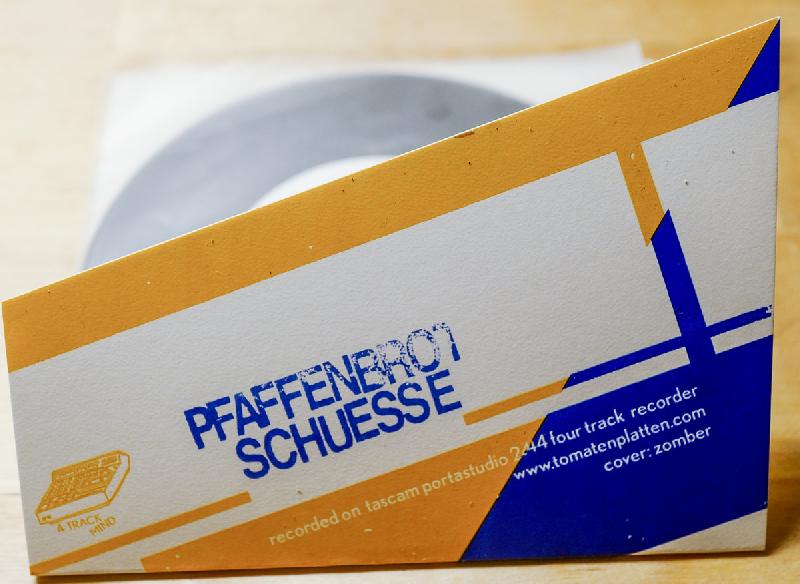 PFAFFENBROT
SCHUESSE
4 TRACK
MIND
recorded on tascam portastudio 244 four track recorder
www.tomatenplatten.com
cover: zomber